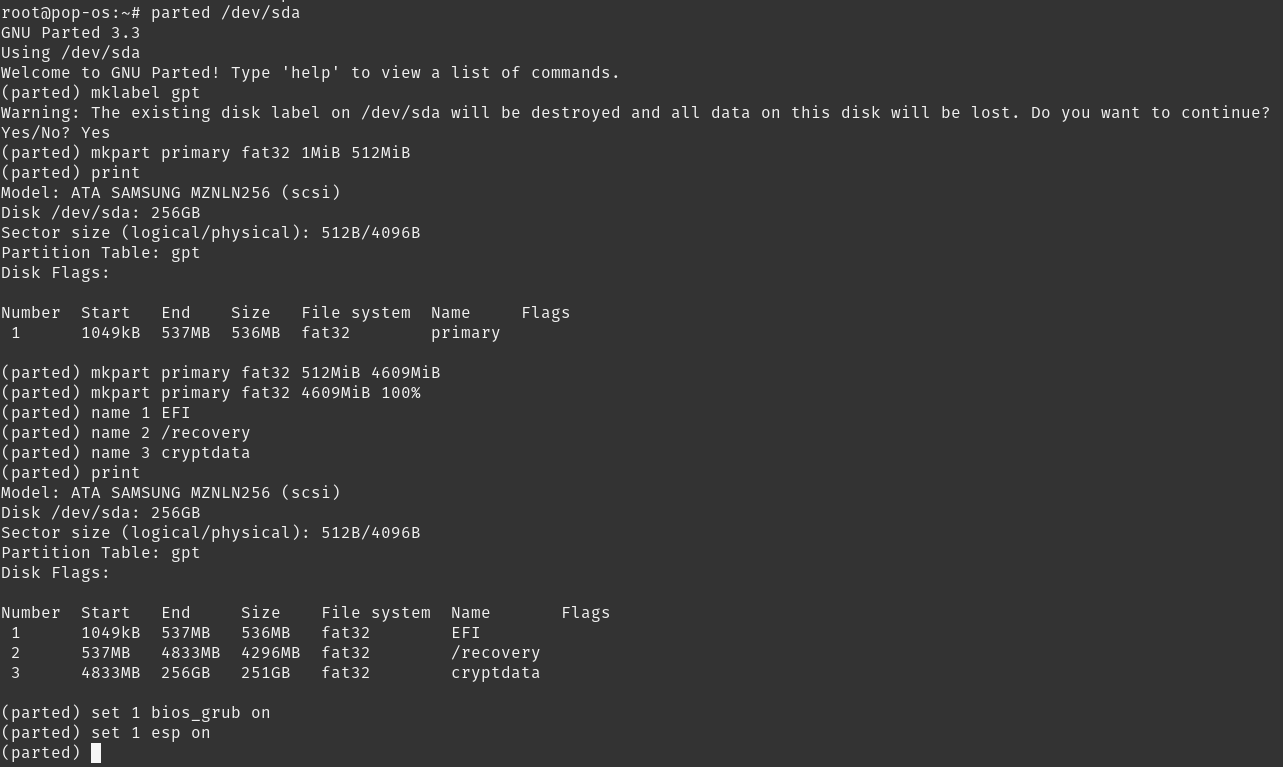 root@pop-os:~# parted /dev/sda
GNU Parted 3.3
Using /dev/sda
Welcome to GNU Parted! Type 'help' to view a list of commands.
(parted) mklabel gpt
Warning: The existing disk label on /dev/sda will be destroyed and all data on this disk will be lost. Do you want to continue?
Yes/No? Yes
(parted) mkpart primary fat32 1MiB 512MiB
(parted) print
Model: ATA SAMSUNG MZNLN256 (scsi)
Disk /dev/sda: 256GB
Sector size (logical/physical): 512B/4096B
Partition Table: gpt
Disk Flags:

Number  Start   End    Size   File system  Name     Flags
 1      1049kB  537MB  536MB  fat32        primary

(parted) mkpart primary fat32 512MiB 4609MiB
(parted) mkpart primary fat32 4609MiB 100%
(parted) name 1 EFI
(parted) name 2 /recovery
(parted) name 3 cryptdata
(parted) print
Model: ATA SAMSUNG MZNLN256 (scsi)
Disk /dev/sda: 256GB
Sector size (logical/physical): 512B/4096B
Partition Table: gpt
Disk Flags:

Number  Start   End     Size    File system  Name       Flags
 1      1049kB  537MB   536MB   fat32        EFI
 2      537MB   4833MB  4296MB  fat32        /recovery
 3      4833MB  256GB   251GB   fat32        cryptdata

(parted) set 1 bios_grub on
(parted) set 1 esp on
(parted)